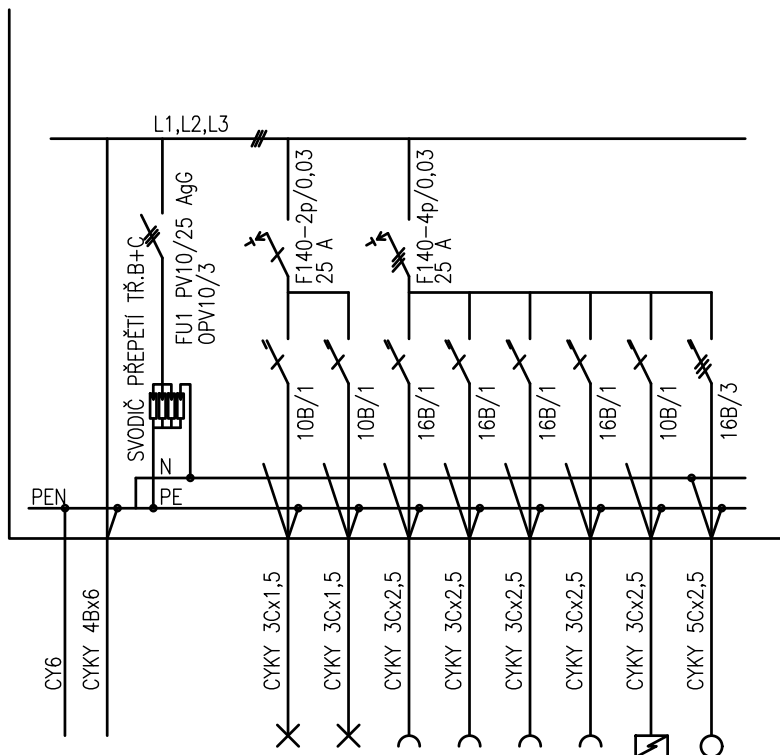 L1,L2,L3
SVODIČ PŘEPĚTÍ TŘ.B+C
FU1 PV10/25 AgG
OPV10/3
F140-2p/0,03
25 A
F140-4p/0,03
25 A
10B/1
10B/1
16B/1
16B/1
16B/1
16B/1
10B/1
16B/3
N
PEN
PE
CY6
CYKY 4Bx6
CYKY 3Cx1,5
CYKY 3Cx1,5
CYKY 3Cx2,5
CYKY 3Cx2,5
CYKY 3Cx2,5
CYKY 3Cx2,5
CYKY 3Cx2,5
CYKY 5Cx2,5